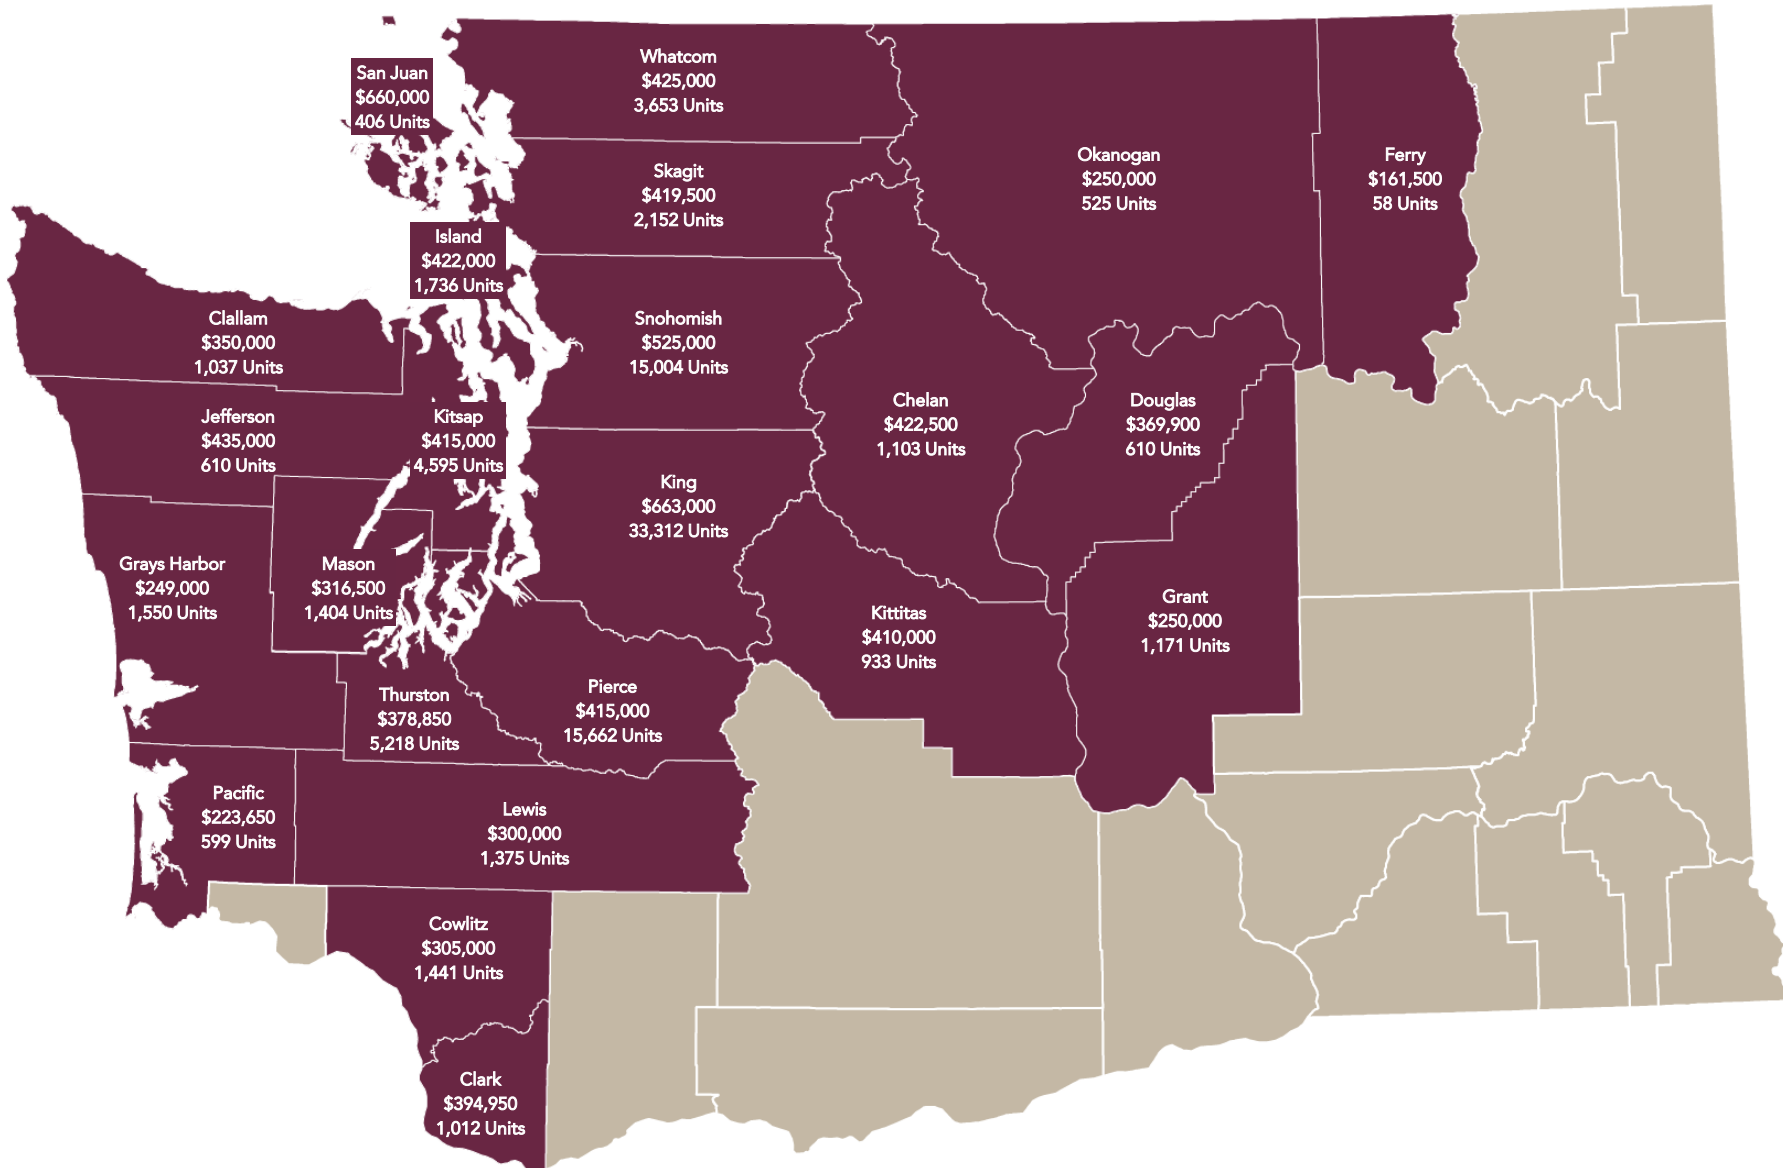 San Juan
$660,000
406 Units
Whatcom
$425,000
3,653 Units
Skagit
$419,500
2,152 Units
Okanogan
$250,000
525 Units
Ferry
$161,500
58 Units
Island
$422,000
1,736 Units
Clallam
$350,000
1,037 Units
Snohomish
$525,000
15,004 Units
Chelan
$422,500
1,103 Units
Douglas
$369,900
610 Units
Jefferson
$435,000
610 Units
Kitsap
$415,000
4,595 Units
King
$663,000
33,312 Units
Grays Harbor
$249,000
1,550 Units
Mason
$316,500
1,404 Units
Kittitas
$410,000
933 Units
Grant
$250,000
1,171 Units
Thurston
$378,850
5,218 Units
Pierce
$415,000
15,662 Units
Pacific
$223,650
599 Units
Lewis
$300,000
1,375 Units
Cowlitz
$305,000
1,441 Units
Clark
$394,950
1,012 Units